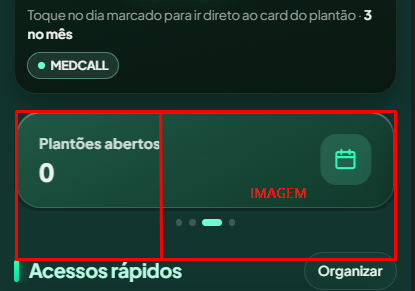 Toque no dia marcado para ir direto ao card do plantão · 3
no mês
MEDCALL
Plantões abertos
0
IMAGEM
Acessos rápidos
Organizar